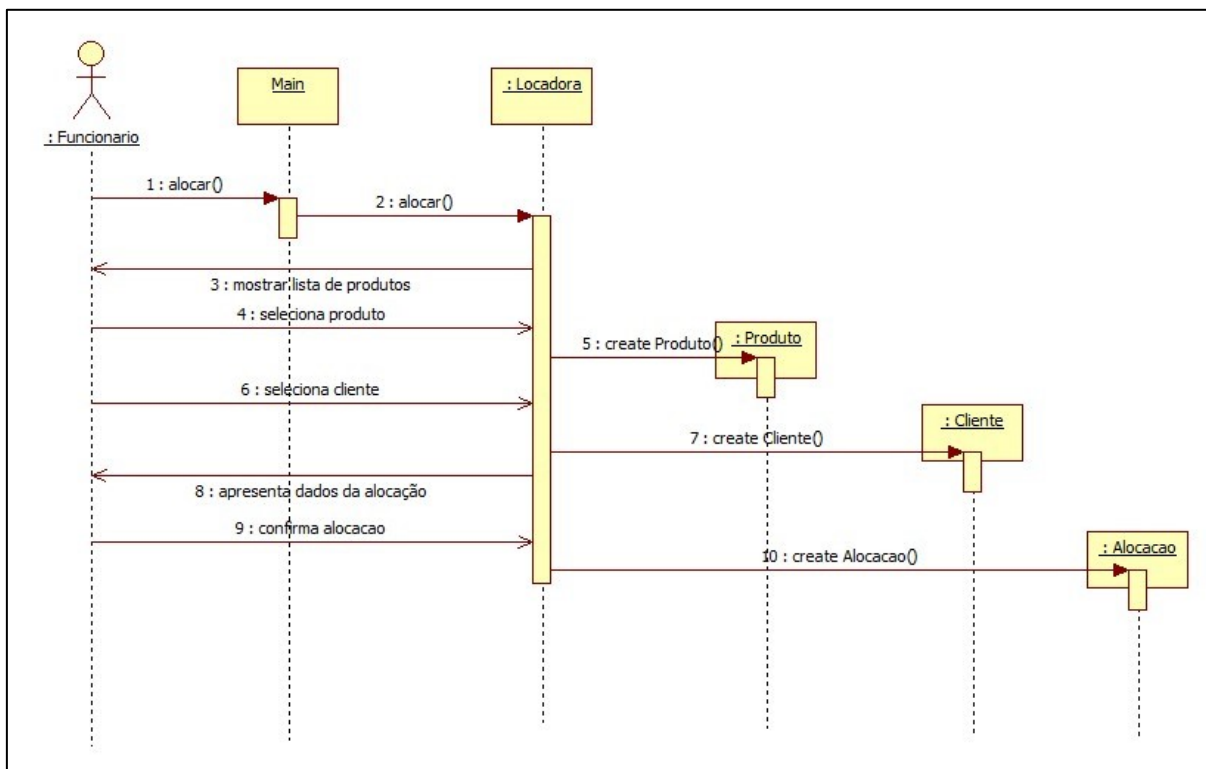 Main
: Locadora
: Funcionario
1 : alocar()
2 : alocar()
3 : mostrar lista de produtos
4 : seleciona produto
: Produto
5 : create Produto()
6 : seleciona cliente
: Cliente
7 : create Cliente()
8 : apresenta dados da alocação
9 : confirma alocacao
: Alocacao
10 : create Alocacao()